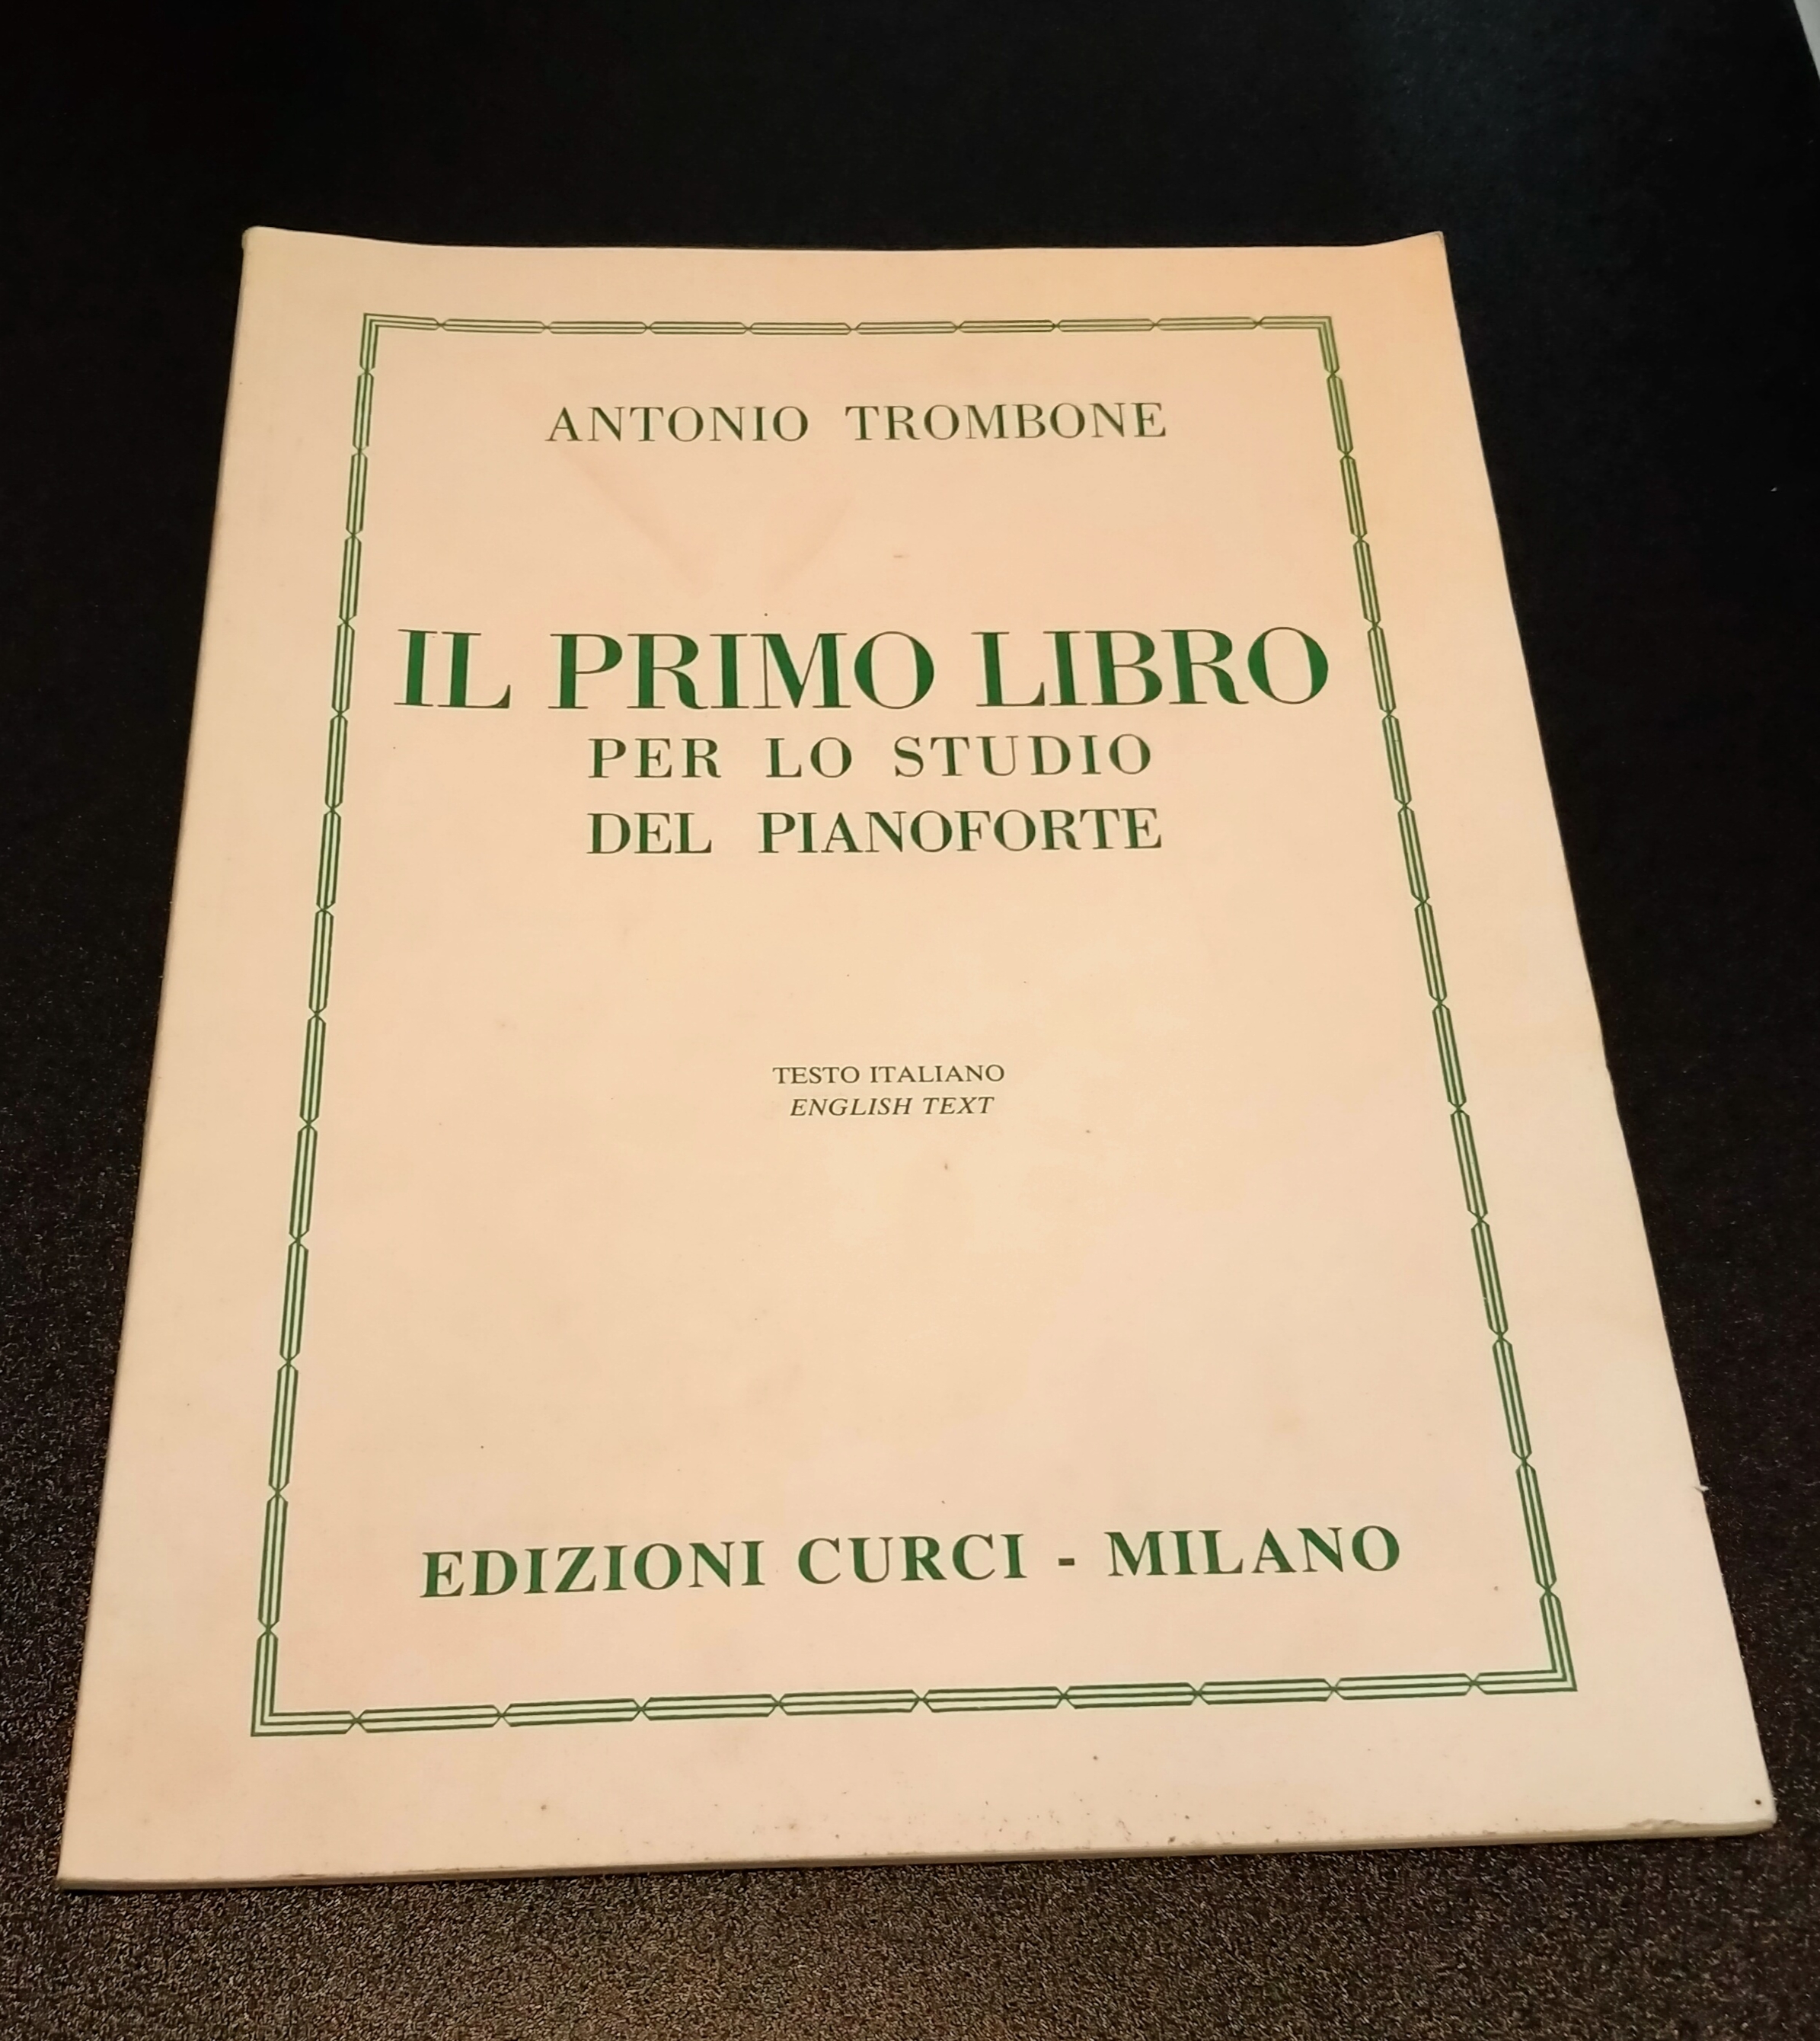 ANTONIO TROMBONE
IL PRIMO LIBRO
PER LO STUDIO
DEL PIANOFORTE
TESTO ITALIANO
ENGLISH TEXT
EDIZIONI CURCI - MILANO